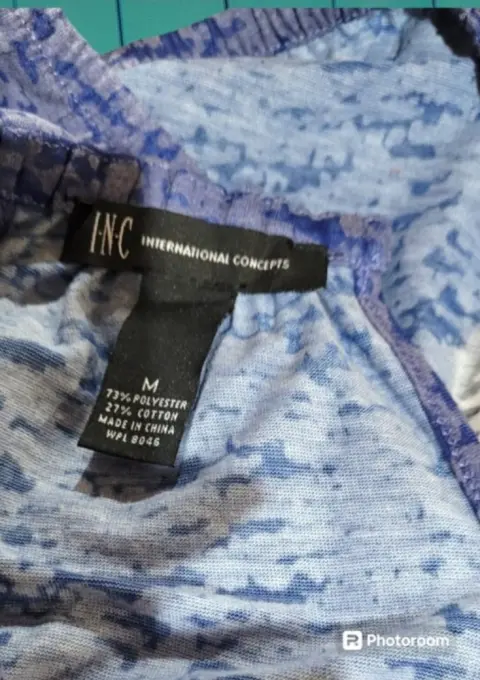 I·N·C INTERNATIONAL CONCEPTS
M
73% POLYESTER
27% COTTON
MADE IN CHINA
WPL 8046
Photoroom